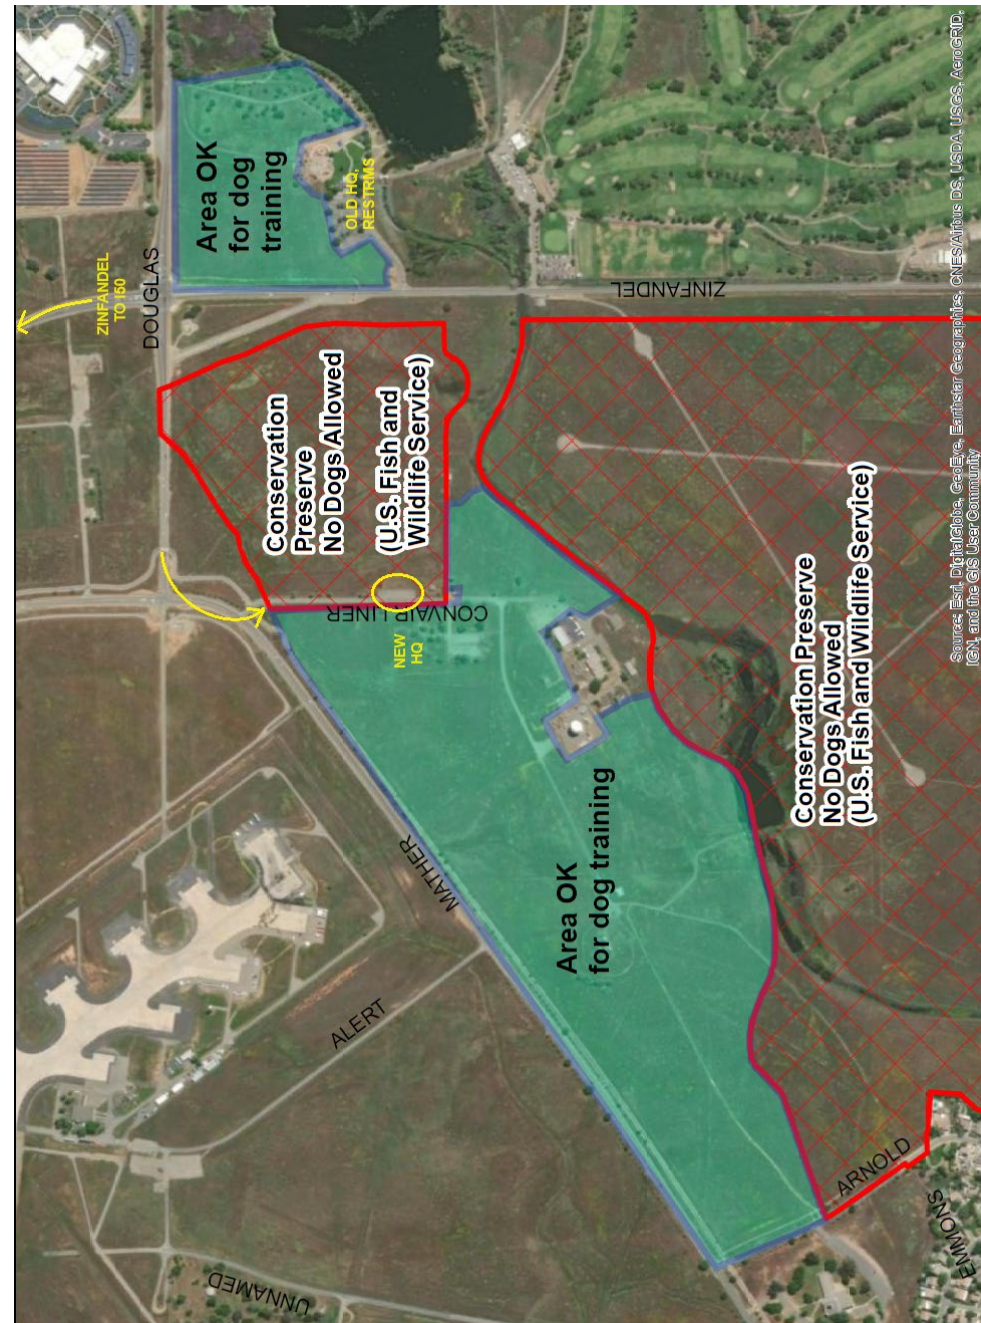 Area OK
for dog
training
OLD HQ,
RESTRMS
ZINFANDEL
TO I50
DOUGLAS
ZINFANDEL
Conservation
Preserve
No Dogs Allowed
(U.S. Fish and
Wildlife Service)
CONVAIR LINER
NEW
HQ
MATHER
ALERT
Area OK
for dog training
Conservation Preserve
No Dogs Allowed
(U.S. Fish and Wildlife Service)
ARNOLD
EMMONS
UNNAMED
Source: Esri, DigitalGlobe, GeoEye, Earthstar Geographics, CNES/Airbus DS, USDA, USGS, AeroGRID,
IGN, and the GIS User Community